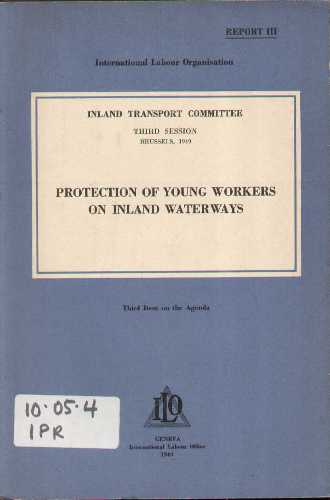 REPORT III
International Labour Organisation
INLAND TRANSPORT COMMITTEE
THIRD SESSION
BRUSSELS, 1949
PROTECTION OF YOUNG WORKERS
ON INLAND WATERWAYS
Third Item on the Agenda
10.05.4
IPR
ILO
GENEVA
International Labour Office